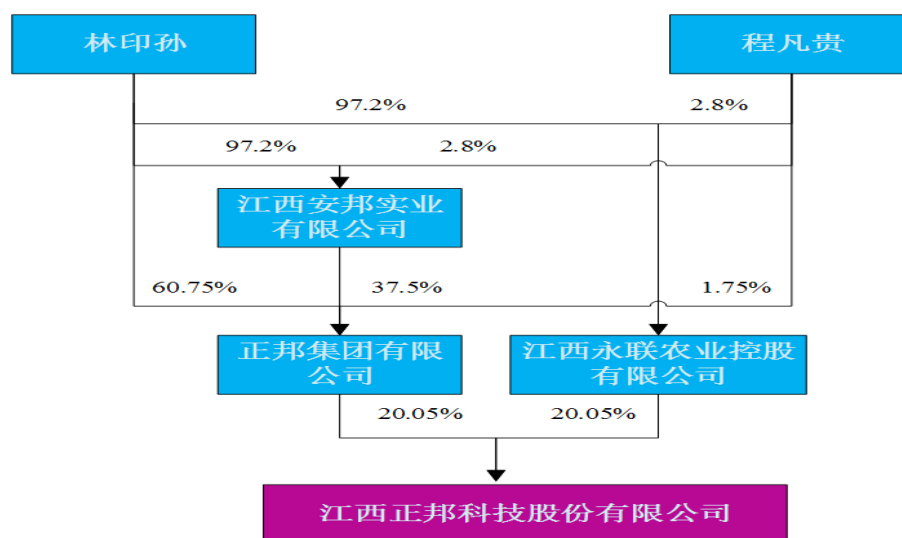 林印孙
程凡贵
97.2%
2.8%
97.2%
2.8%
江西安邦实业
有限公司
60.75%
37.5%
1.75%
正邦集团有限
公司
江西永联农业控股
有限公司
20.05%
20.05%
江西正邦科技股份有限公司